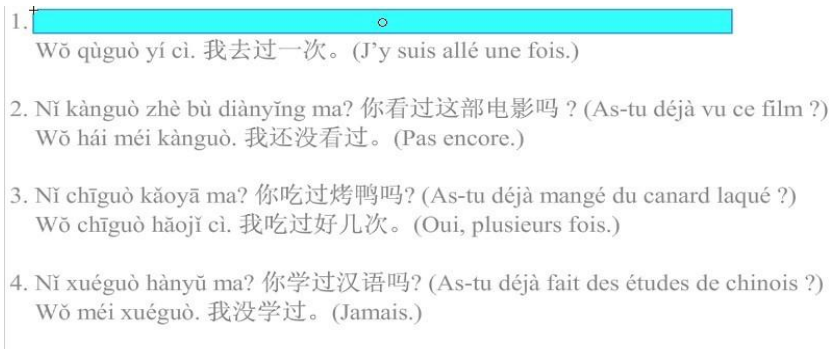 1.
Wǒ qùguò yí cì. 我去过一次。(J’y suis allé une fois.)
2. Nǐ kànguò zhè bù diànyǐng ma? 你看过这部电影吗 ? (As-tu déjà vu ce film ?)
Wǒ hái méi kànguò. 我还没看过。(Pas encore.)
3. Nǐ chīguò kǎoyā ma? 你吃过烤鸭吗? (As-tu déjà mangé du canard laqué ?)
Wǒ chīguò hǎojǐ cì. 我吃过好几次。(Oui, plusieurs fois.)
4. Nǐ xuéguò hànyǔ ma? 你学过汉语吗? (As-tu déjà fait des études de chinois ?)
Wǒ méi xuéguò. 我没学过。(Jamais.)